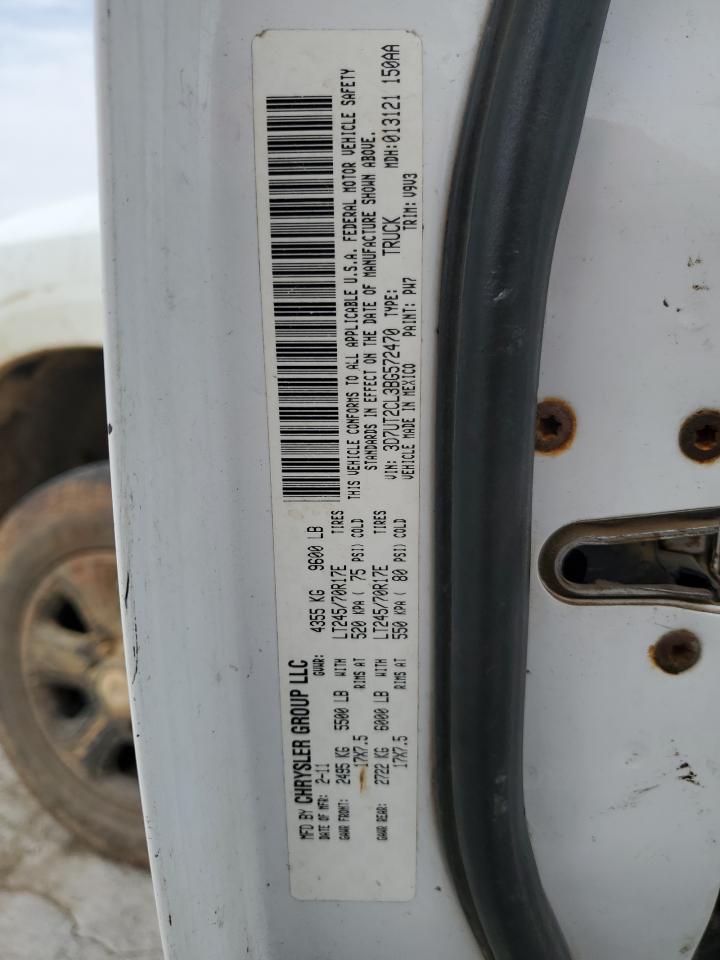 MFD BY CHRYSLER GROUP LLC
DATE OF MFR: 2-11 GVWR: 4355 KG 9600 LB
GAWR FRONT: 2495 KG 5500 LB WITH LT245/70R17E TIRES
17X7.5 RIMS AT 520 KPA ( 75 PSI) COLD
GAWR REAR: 2722 KG 6000 LB WITH LT245/70R17E TIRES
17X7.5 RIMS AT 550 KPA ( 80 PSI) COLD
THIS VEHICLE CONFORMS TO ALL APPLICABLE U.S.A. FEDERAL MOTOR VEHICLE SAFETY
STANDARDS IN EFFECT ON THE DATE OF MANUFACTURE SHOWN ABOVE.
VIN: 3D7UT2CL3BG572470 TYPE: TRUCK MDH:013121 150AA
VEHICLE MADE IN MEXICO PAINT: PW7 TRIM: V9V3